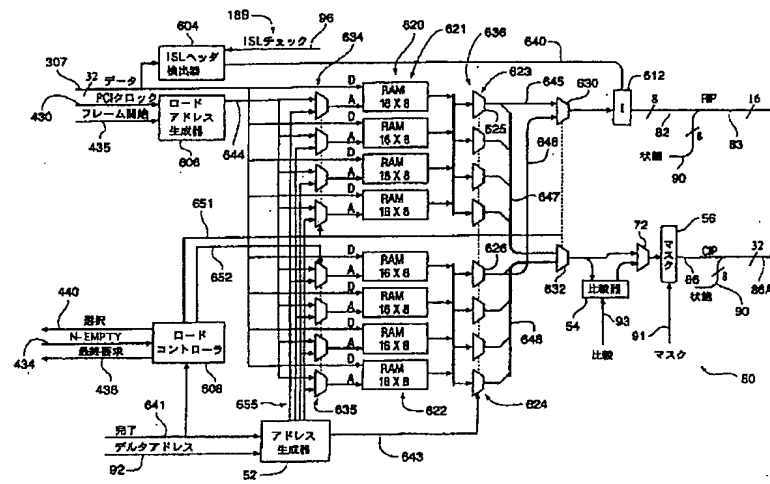 189
96
ISLチェック
604
ISLヘッダ
検出器
634
620
621
636
640
307
32
データ
623
645
630
612
PCIクロック
430
フレーム開始
435
ロード
アドレス
生成器
606
644
D
A
RAM
16 X 8
625
I
8
RIP
16
82
83
8
状態
90
D
A
RAM
16 X 8
646
D
A
RAM
16 X 8
647
D
A
RAM
16 X 8
651
652
D
A
RAM
16 X 8
626
632
72
56
マスク
CIP
32
86
8
86A
状態
90
D
A
RAM
16 X 8
比較器
54
93
比較
91
マスク
60
D
A
RAM
16 X 8
648
D
A
RAM
16 X 8
440
選択
434
N-EMPTY
最終要求
436
ロード
コントローラ
608
655
635
622
624
641
完了
デルタアドレス
92
アドレス
生成器
52
643